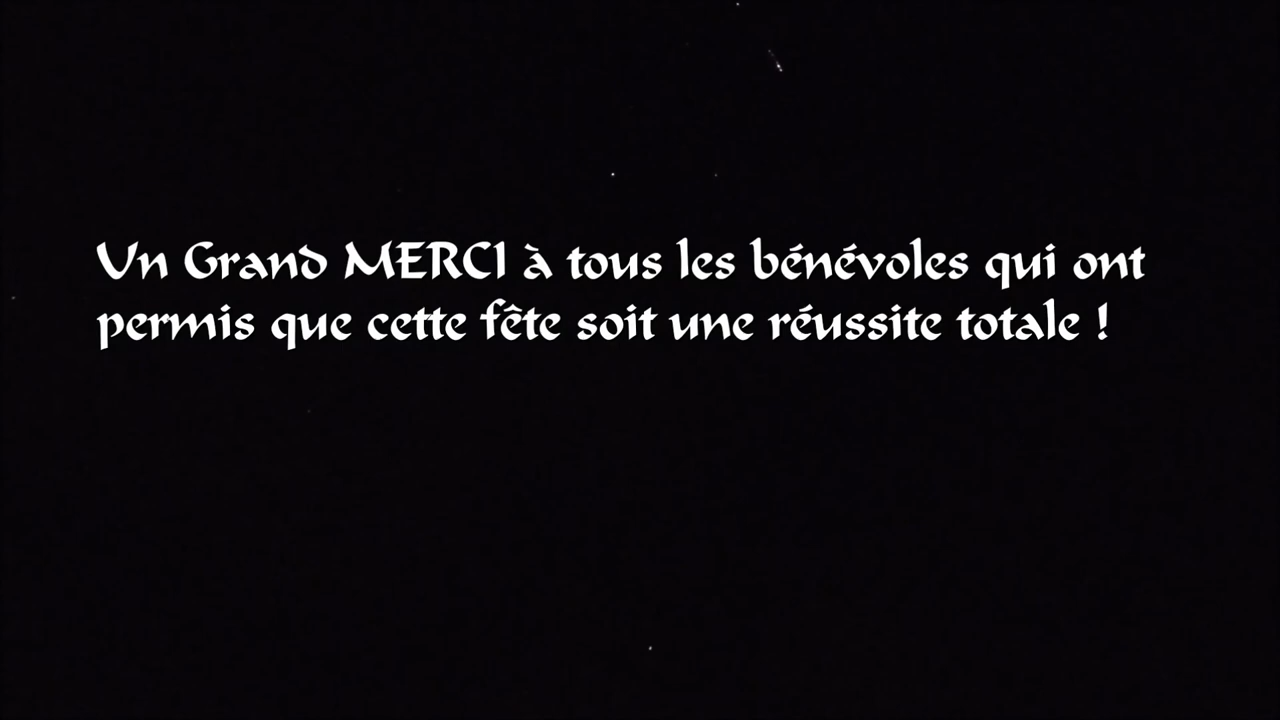 Un Grand MERCI à tous les bénévoles qui ont
permis que cette fête soit une réussite totale !